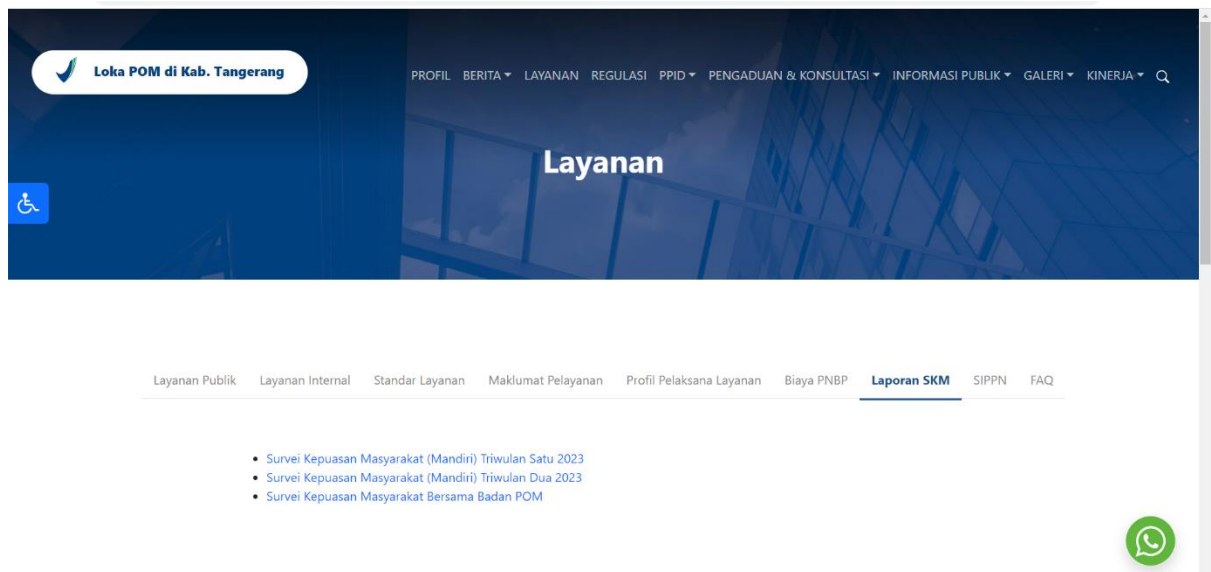 Loka POM di Kab. Tangerang
PROFIL BERITA LAYANAN REGULASI PPID PENGADUAN & KONSULTASI INFORMASI PUBLIK GALERI KINERJA
Layanan
Layanan Publik Layanan Internal Standar Layanan Maklumat Pelayanan Profil Pelaksana Layanan Biaya PNBP Laporan SKM SIPPN FAQ
Survei Kepuasan Masyarakat (Mandiri) Triwulan Satu 2023
Survei Kepuasan Masyarakat (Mandiri) Triwulan Dua 2023
Survei Kepuasan Masyarakat Bersama Badan POM